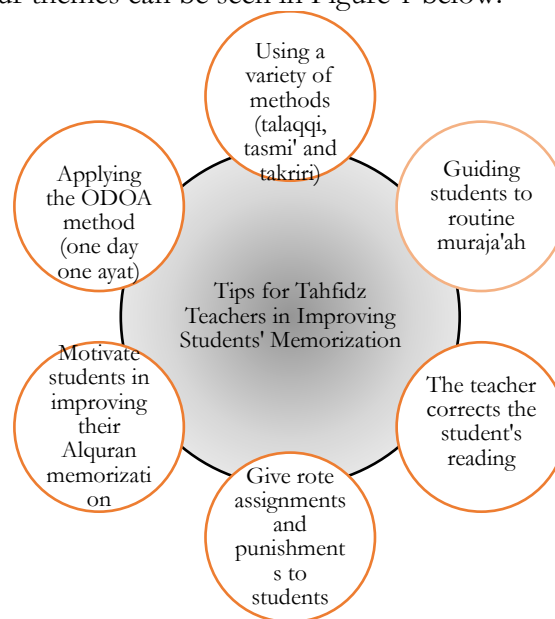 themes can be seen in Figure 1 below.
Using a
variety of
methods
(talaqqi,
tasmi' and
takriri)
Guiding
students to
routine
muraja'ah
The teacher
corrects the
student's
reading
Give rote
assignments
and
punishment
s to
students
Motivate
students in
improving
their
Alquran
memorizati
on
Applying
the ODOA
method
(one day
one ayat)
Tips for Tahfidz
Teachers in Improving
Students' Memorization